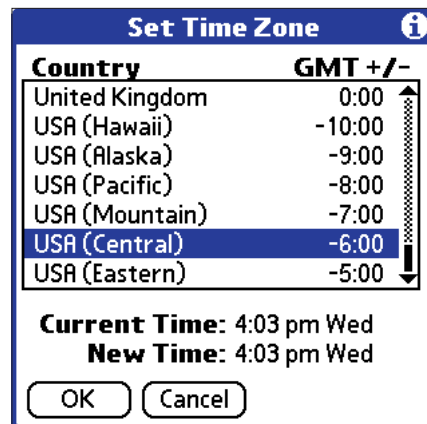 Set Time Zone i
Country GMT +/-
United Kingdom 0:00
USA (Hawaii) -10:00
USA (Alaska) -9:00
USA (Pacific) -8:00
USA (Mountain) -7:00
USA (Central) -6:00
USA (Eastern) -5:00
Current Time: 4:03 pm Wed
New Time: 4:03 pm Wed
OK Cancel